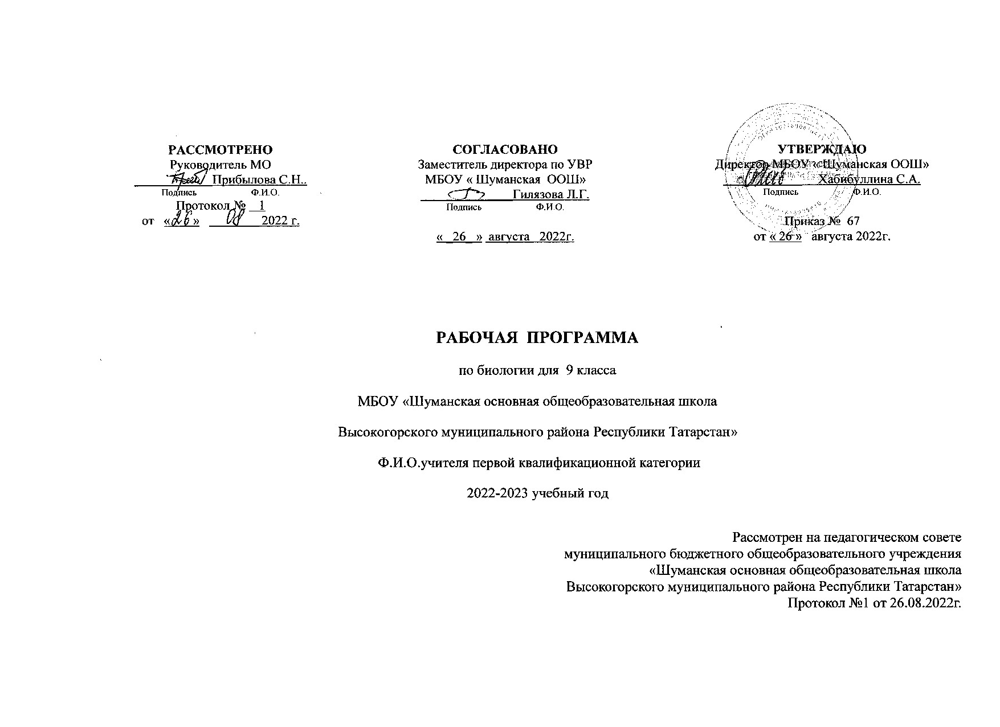 РАССМОТРЕНО
Руководитель МО
Прибылова С.Н..
Подпись Ф.И.О.
Протокол № 1
от «26» 08 2022 г.
СОГЛАСОВАНО
Заместитель директора по УВР
МБОУ « Шуманская ООШ»
Гилязова Л.Г.
Подпись Ф.И.О.
« 26 » августа 2022г.
УТВЕРЖДАЮ
Директор МБОУ « Шуманская ООШ»
Хабибуллина С.А.
Подпись Ф.И.О.
Приказ № 67
от « 26 » августа 2022г.
РАБОЧАЯ ПРОГРАММА
по биологии для 9 класса
МБОУ «Шуманская основная общеобразовательная школа
Высокогорского муниципального района Республики Татарстан»
Ф.И.О.учителя первой квалификационной категории
2022-2023 учебный год
Рассмотрен на педагогическом совете
муниципального бюджетного общеобразовательного учреждения
«Шуманская основная общеобразовательная школа
Высокогорского муниципального района Республики Татарстан»
Протокол №1 от 26.08.2022г.